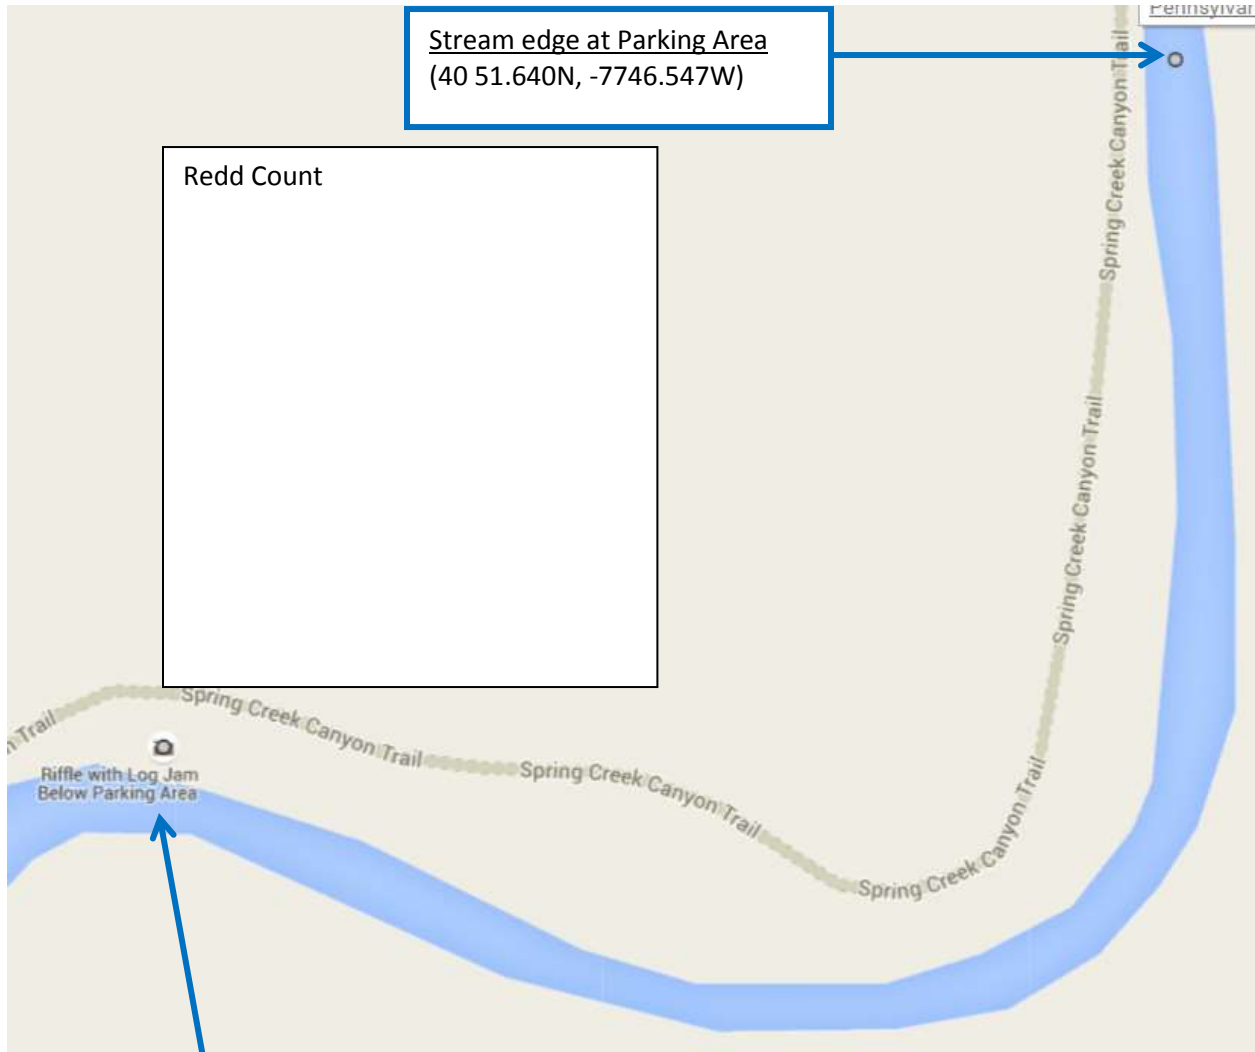 Pennsylvan
Stream edge at Parking Area
(40 51.640N, -7746.547W)
Redd Count
Spring Creek Canyon Trail
Spring Creek Canyon Trail
Spring Creek Canyon Trail
Spring Creek Canyon Trail
Spring Creek Canyon Trail
Spring Creek Canyon Trail
n Trail
Riffle with Log Jam
Below Parking Area